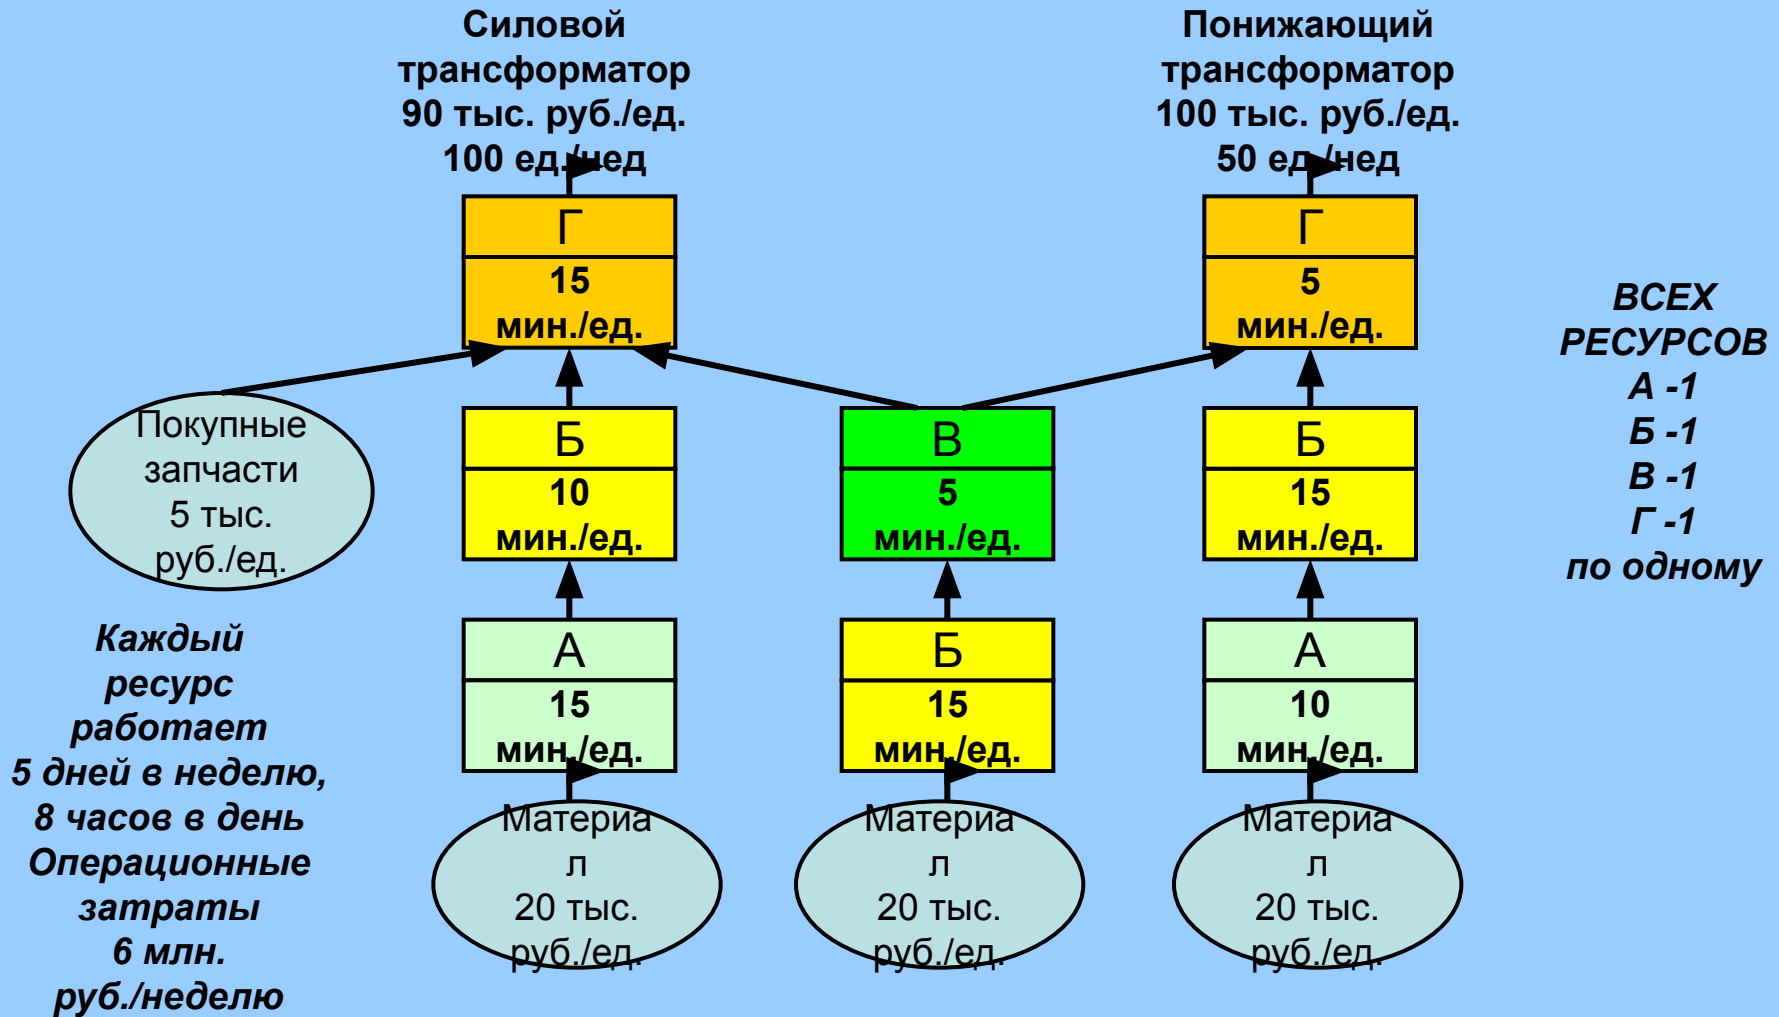 Силовой
трансформатор
90 тыс. руб./ед.
100 ед./нед
Понижающий
трансформатор
100 тыс. руб./ед.
50 ед./нед
Г
15
мин./ед.
Г
5
мин./ед.
ВСЕХ
РЕСУРСОВ
А -1
Б -1
В -1
Г -1
по одному
Покупные
запчасти
5 тыс.
руб./ед.
Б
10
мин./ед.
В
5
мин./ед.
Б
15
мин./ед.
Каждый
ресурс
работает
5 дней в неделю,
8 часов в день
Операционные
затраты
6 млн.
руб./неделю
А
15
мин./ед.
Б
15
мин./ед.
А
10
мин./ед.
Материа
л
20 тыс.
руб./ед.
Материа
л
20 тыс.
руб./ед.
Материа
л
20 тыс.
руб./ед.